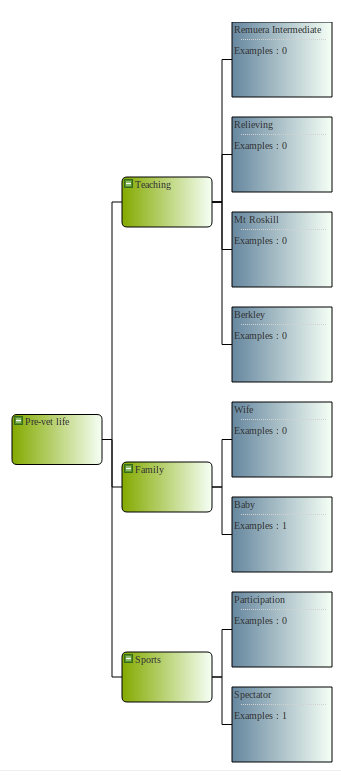 Remuera Intermediate
Examples : 0
Relieving
Examples : 0
Teaching
Mt Roskill
Examples : 0
Berkley
Examples : 0
Wife
Examples : 0
Pre-vet life
Family
Baby
Examples : 1
Participation
Examples : 0
Sports
Spectator
Examples : 1